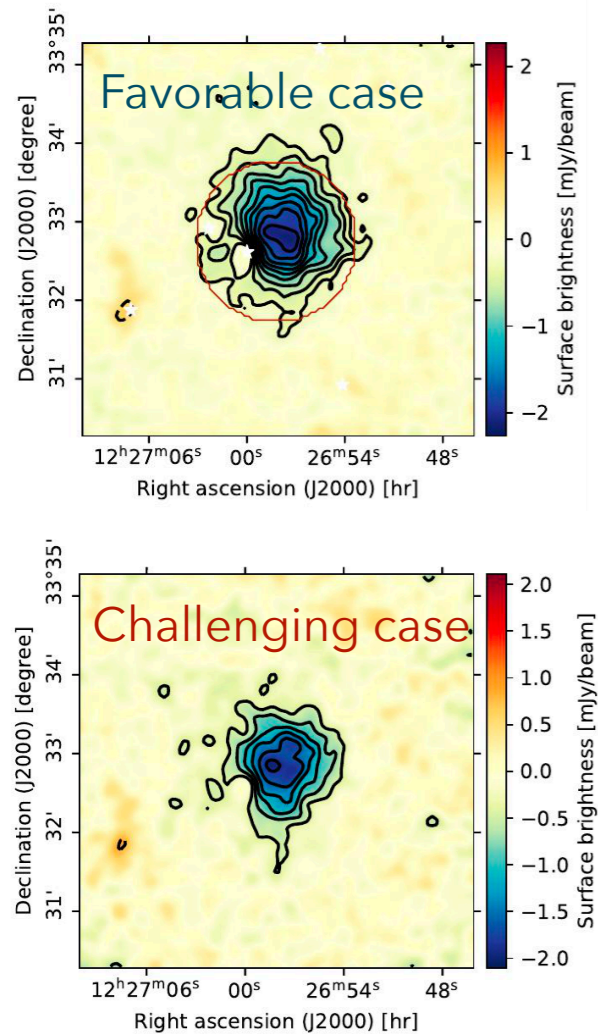 Favorable case
33°35'
34'
33'
32'
31'
Declination (J2000) [degree]
12ʰ27ᵐ06ˢ
00ˢ
26ᵐ54ˢ
48ˢ
Right ascension (J2000) [hr]
2
1
0
−1
−2
Surface brightness [mJy/beam]
Challenging case
33°35'
34'
33'
32'
31'
Declination (J2000) [degree]
12ʰ27ᵐ06ˢ
00ˢ
26ᵐ54ˢ
48ˢ
Right ascension (J2000) [hr]
2.0
1.5
1.0
0.5
0.0
−0.5
−1.0
−1.5
−2.0
Surface brightness [mJy/beam]